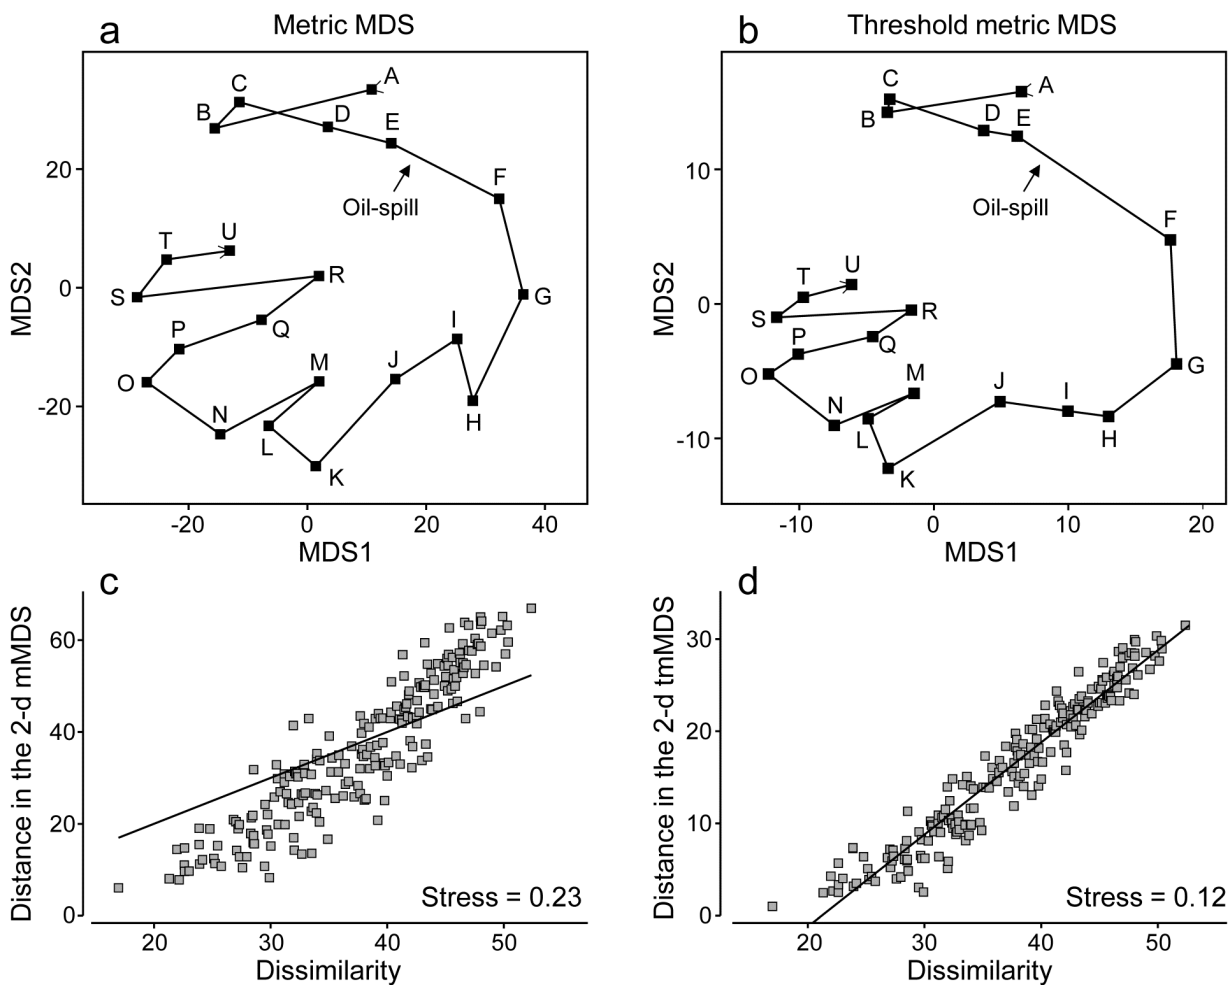 a Metric MDS
A
C
B
D
E
20
F
Oil-spill
T
U
MDS2
0
S
R
G
P
Q
I
O
M
J
-20
N
H
L
K
-20 0 20 40
MDS1
b Threshold metric MDS
C
A
B
D
E
10
F
Oil-spill
T
U
MDS2
0
S
R
P
Q
G
O
M
J
I
N
L
H
-10
K
-10 0 10 20
MDS1
c
Distance in the 2-d mMDS
60
40
20
0
Stress = 0.23
20 30 40 50
Dissimilarity
d
Distance in the 2-d tmMDS
30
20
10
0
Stress = 0.12
20 30 40 50
Dissimilarity